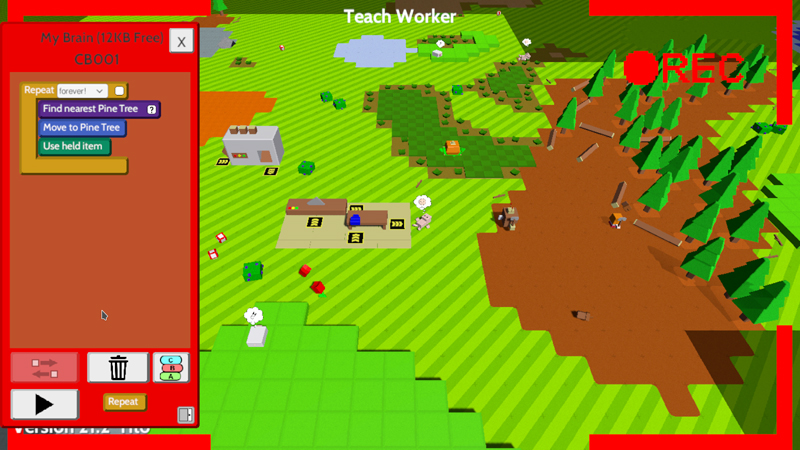 Teach Worker
My Brain (12KB Free)
X
CB001
REC
Repeat forever!
Find nearest Pine Tree ?
Move to Pine Tree
Use held item
C
B
A
Repeat
Version 21.2 Tito